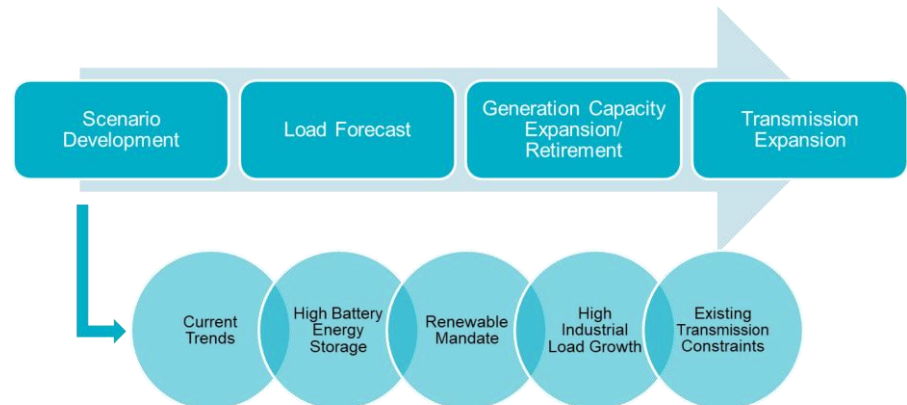 Scenario
Development
Load Forecast
Generation Capacity
Expansion/
Retirement
Transmission
Expansion
Current
Trends
High Battery
Energy
Storage
Renewable
Mandate
High
Industrial
Load Growth
Existing
Transmission
Constraints